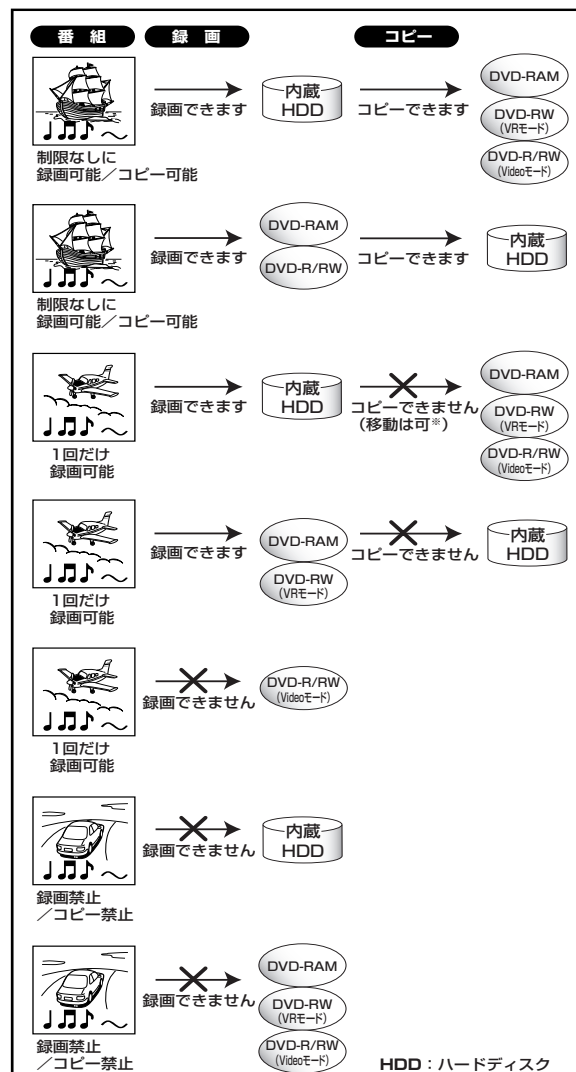 番組 録画 コピー
録画できます
内蔵
HDD
コピーできます
DVD-RAM
DVD-RW
(VRモード)
DVD-R/RW
(Videoモード)
制限なしに
録画可能／コピー可能
録画できます
DVD-RAM
DVD-R/RW
コピーできます
内蔵
HDD
制限なしに
録画可能／コピー可能
録画できます
内蔵
HDD
コピーできません
（移動は可※）
DVD-RAM
DVD-RW
(VRモード)
DVD-R/RW
(Videoモード)
1回だけ
録画可能
録画できます
DVD-RAM
DVD-RW
(VRモード)
コピーできません
内蔵
HDD
1回だけ
録画可能
録画できません
DVD-R/RW
(Videoモード)
1回だけ
録画可能
録画できません
内蔵
HDD
録画禁止
／コピー禁止
録画できません
DVD-RAM
DVD-RW
(VRモード)
DVD-R/RW
(Videoモード)
録画禁止
／コピー禁止
HDD：ハードディスク